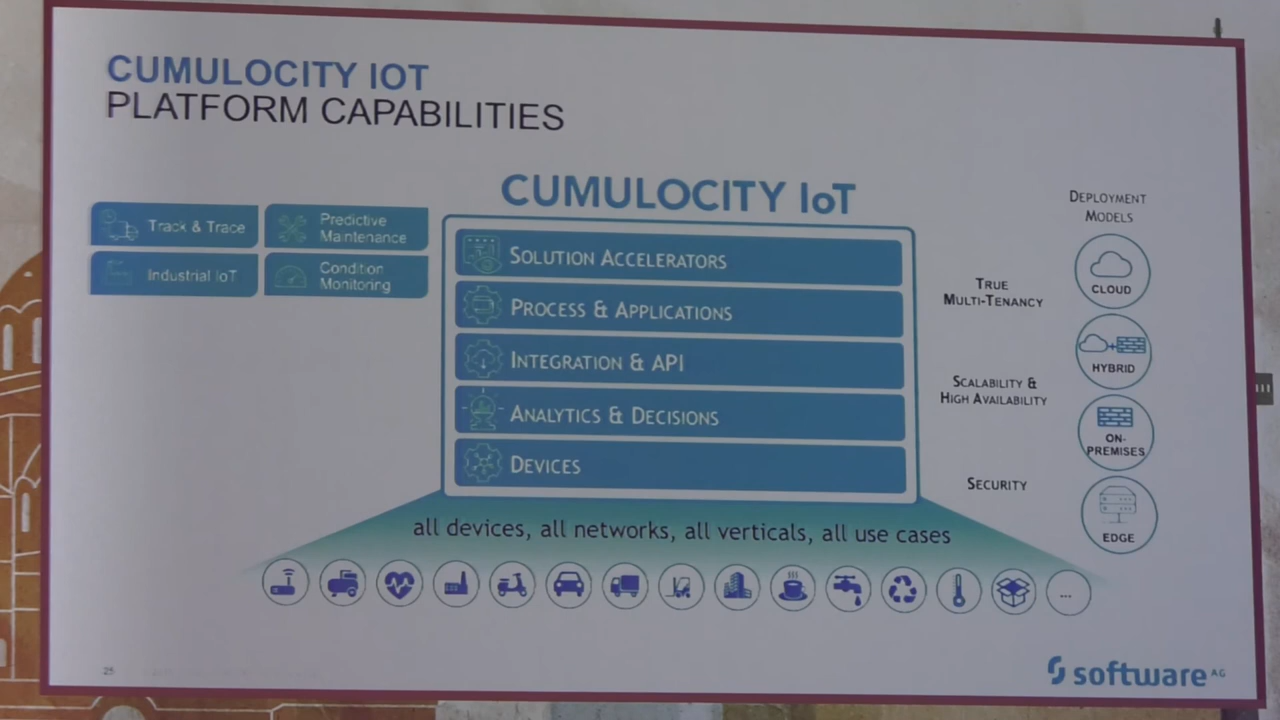 CUMULOCITY IOT
PLATFORM CAPABILITIES
Track & Trace
Predictive
Maintenance
Industrial IoT
Condition
Monitoring
CUMULOCITY IoT
SOLUTION ACCELERATORS
PROCESS & APPLICATIONS
INTEGRATION & API
ANALYTICS & DECISIONS
DEVICES
TRUE
MULTI-TENANCY
SCALABILITY &
HIGH AVAILABILITY
SECURITY
DEPLOYMENT
MODELS
CLOUD
HYBRID
ON-
PREMISES
EDGE
all devices, all networks, all verticals, all use cases
...
25
software AG